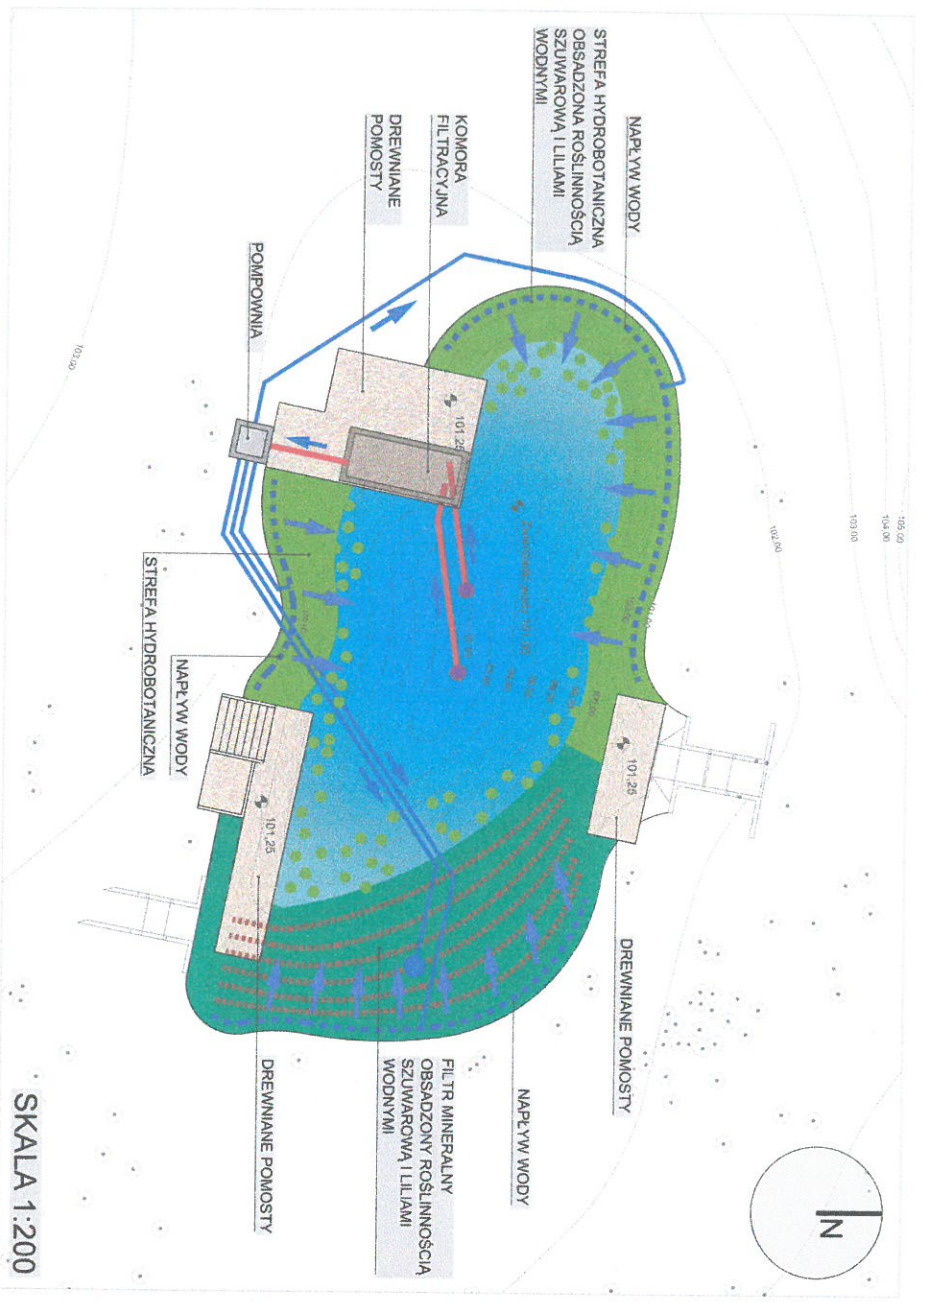 STREFA HYDROBOTANICZNA
OBSADZONA ROŚLINNOŚCIĄ
SZUWAROWĄ I LILIAMI
WODNYMI
NAPŁYW WODY
KOMORA
FILTRACYJNA
DREWNIANE
POMOSTY
POMPOWNIA
STREFA HYDROBOTANICZNA
NAPŁYW WODY
DREWNIANE POMOSTY
NAPŁYW WODY
FILTR MINERALNY
OBSADZONY ROŚLINNOŚCIĄ
SZUWAROWĄ I LILIAMI
WODNYMI
DREWNIANE POMOSTY
101,25
101,25
101,25
105,00
104,00
103,00
102,00
103,00
N
SKALA 1:200